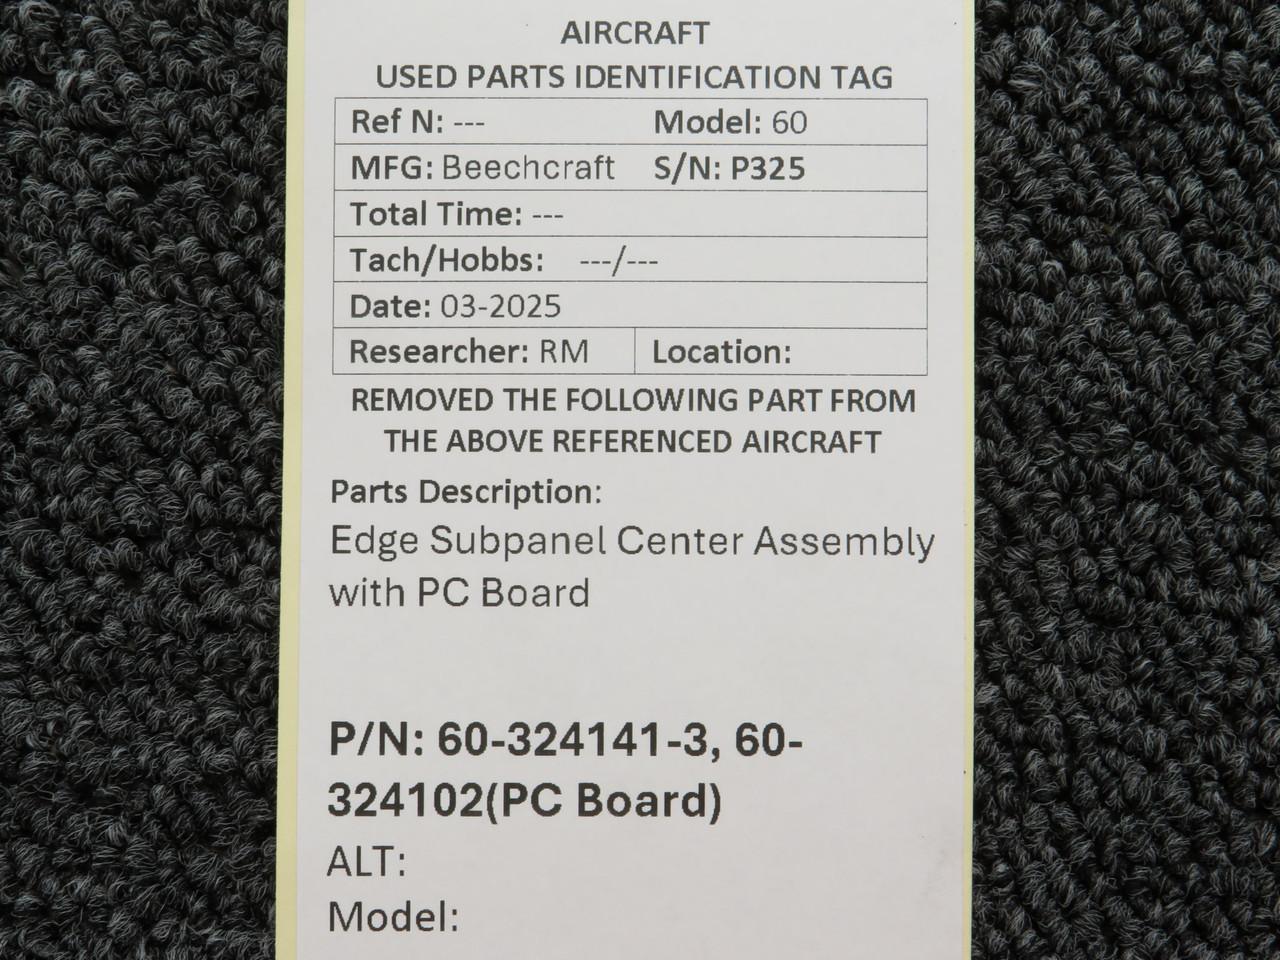 AIRCRAFT
USED PARTS IDENTIFICATION TAG
Ref N: --- Model: 60
MFG: Beechcraft S/N: P325
Total Time: ---
Tach/Hobbs: ---/---
Date: 03-2025
Researcher: RM Location:
REMOVED THE FOLLOWING PART FROM
THE ABOVE REFERENCED AIRCRAFT
Parts Description:
Edge Subpanel Center Assembly
with PC Board
P/N: 60-324141-3, 60-
324102(PC Board)
ALT:
Model: